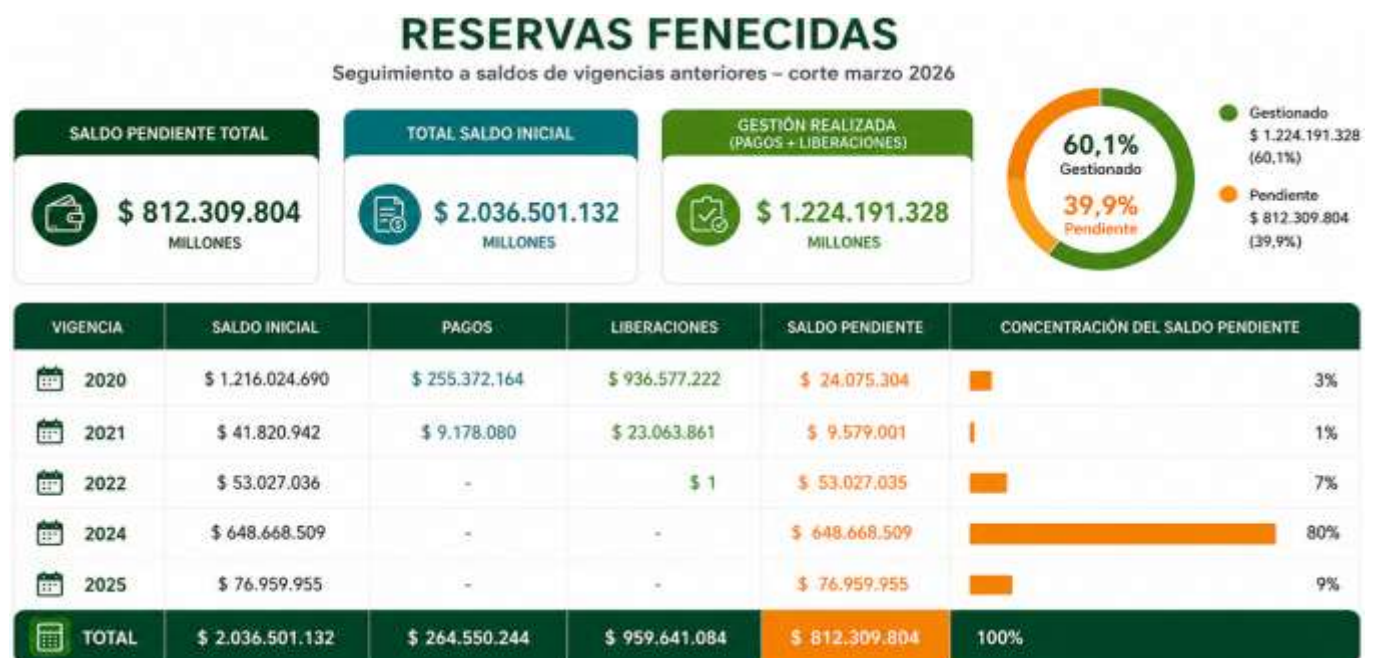 RESERVAS FENECIDAS
Seguimiento a saldos de vigencias anteriores – corte marzo 2026
SALDO PENDIENTE TOTAL
$ 812.309.804
MILLONES
TOTAL SALDO INICIAL
$ 2.036.501.132
MILLONES
GESTIÓN REALIZADA
(PAGOS + LIBERACIONES)
$ 1.224.191.328
MILLONES
60,1%
Gestionado
39,9%
Pendiente
Gestionado
$ 1.224.191.328
(60,1%)
Pendiente
$ 812.309.804
(39,9%)
VIGENCIA SALDO INICIAL PAGOS LIBERACIONES SALDO PENDIENTE CONCENTRACIÓN DEL SALDO PENDIENTE
2020 $ 1.216.024.690 $ 255.372.164 $ 936.577.222 $ 24.075.304 3%
2021 $ 41.820.942 $ 9.178.080 $ 23.063.861 $ 9.579.001 1%
2022 $ 53.027.036 - $ 1 $ 53.027.035 7%
2024 $ 648.668.509 - - $ 648.668.509 80%
2025 $ 76.959.955 - - $ 76.959.955 9%
TOTAL $ 2.036.501.132 $ 264.550.244 $ 959.641.084 $ 812.309.804 100%